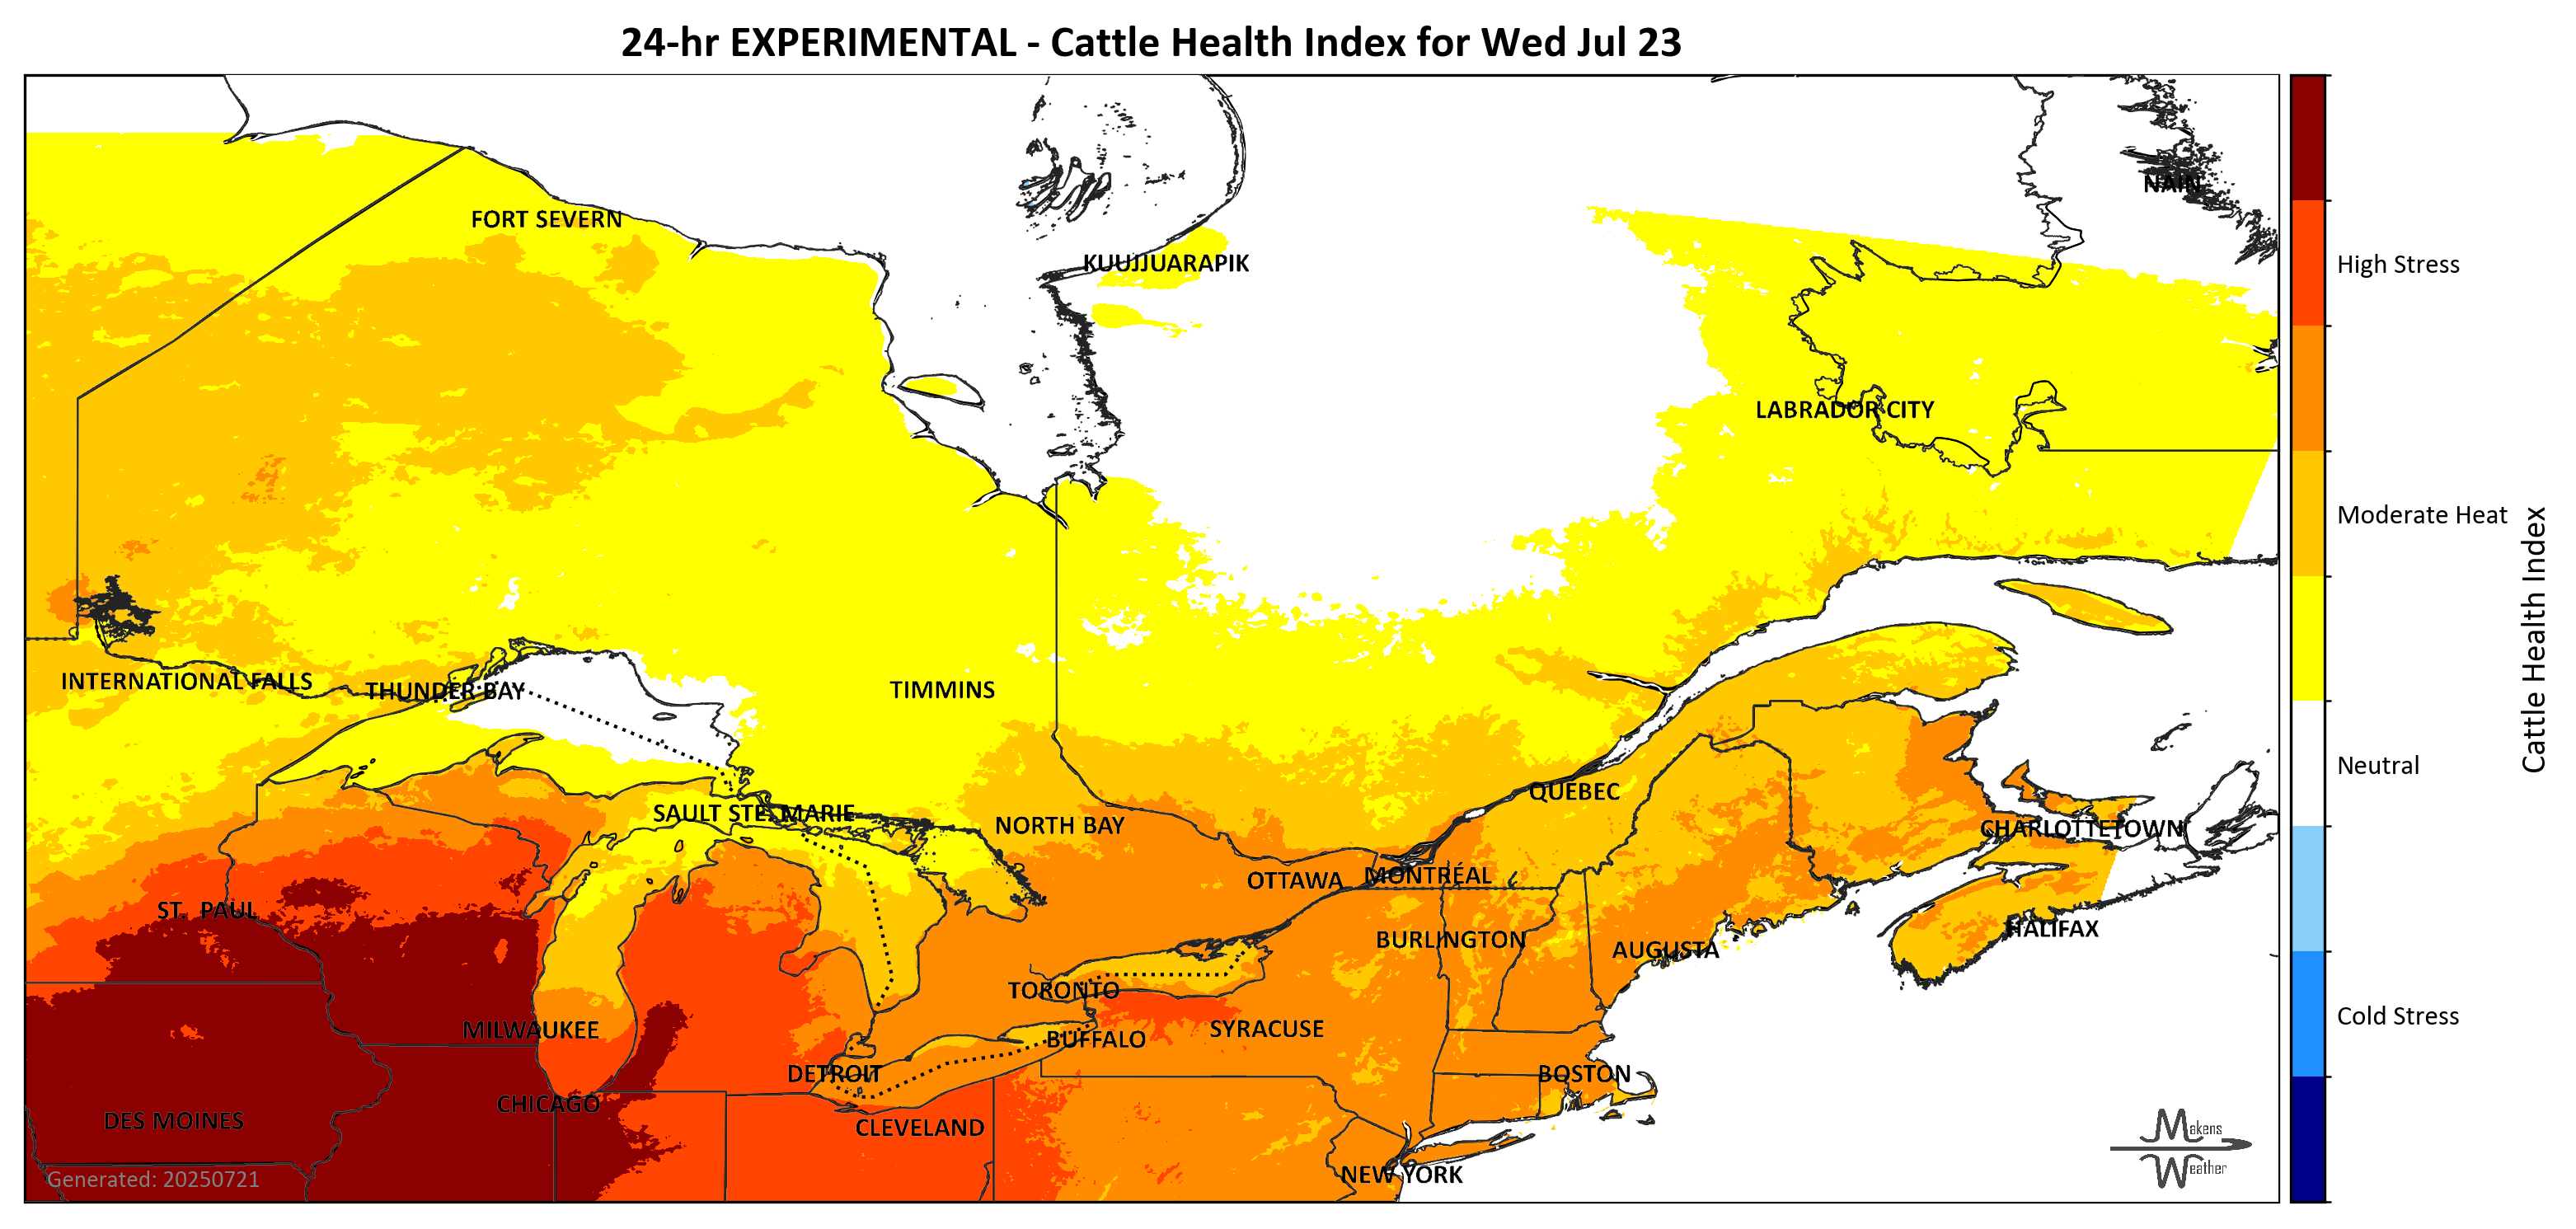 24-hr EXPERIMENTAL - Cattle Health Index for Wed Jul 23
NAIN
FORT SEVERN
KUUJJUARAPIK
High Stress
LABRADOR CITY
Moderate Heat
Cattle Health Index
INTERNATIONAL FALLS
THUNDER BAY
TIMMINS
Neutral
QUEBEC
SAULT STE. MARIE
NORTH BAY
CHARLOTTETOWN
OTTAWA
MONTRÉAL
ST. PAUL
HALIFAX
BURLINGTON
AUGUSTA
TORONTO
Cold Stress
MILWAUKEE
SYRACUSE
BUFFALO
DETROIT
BOSTON
CHICAGO
DES MOINES
CLEVELAND
Makens
Weather
NEW YORK
Generated: 20250721